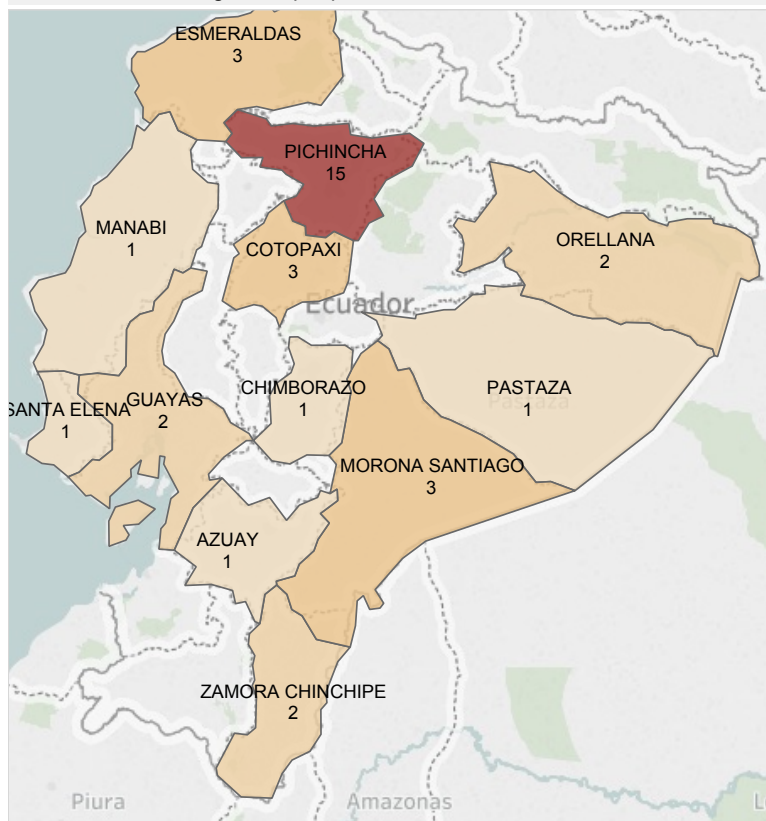 ESMERALDAS
3
PICHINCHA
15
MANABI
1
COTOPAXI
3
ORELLANA
2
Ecuador
SANTA ELENA
1
GUAYAS
2
CHIMBORAZO
1
PASTAZA
1
Pastaza
MORONA SANTIAGO
3
AZUAY
1
ZAMORA CHINCHIPE
2
Piura
Amazonas